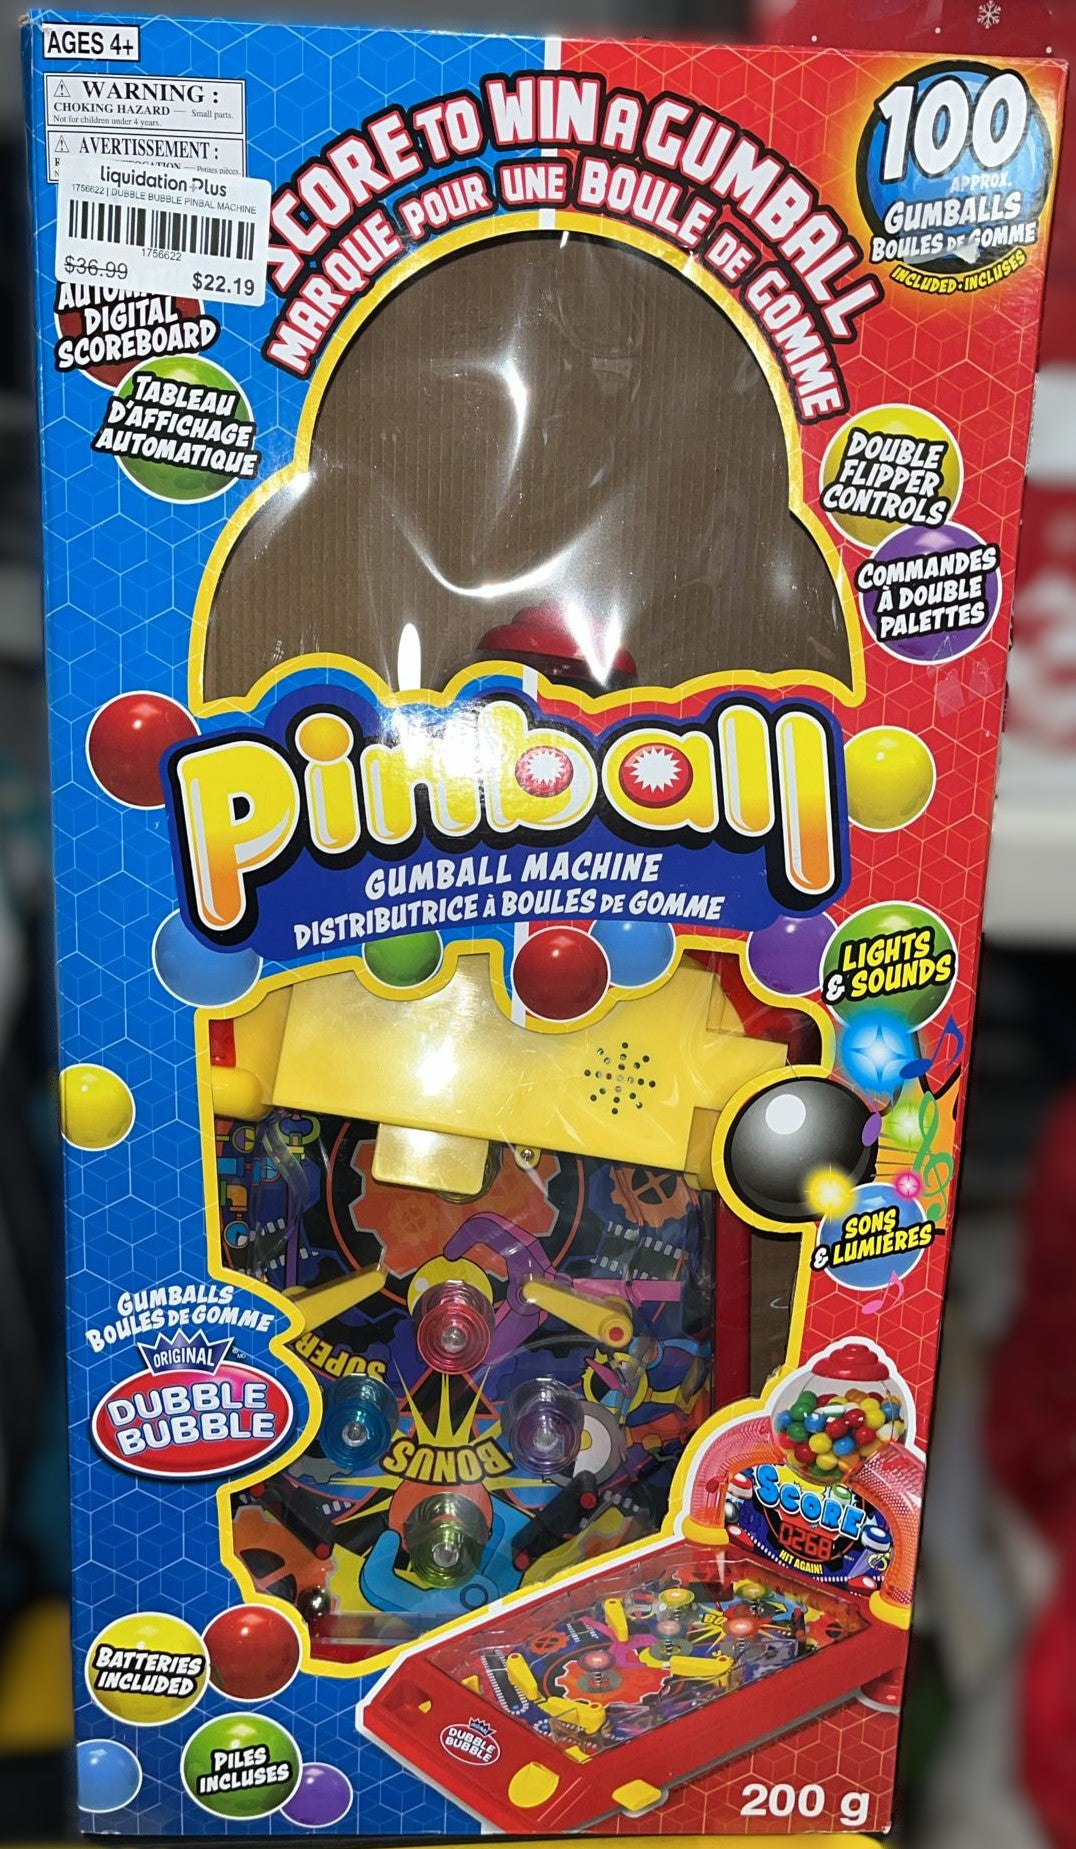 AGES 4+
WARNING :
CHOKING HAZARD — Small parts.
Not for children under 4 years.
AVERTISSEMENT :
Petites pièces.
liquidation Plus
1756622 | DUBBLE BUBBLE PINBAL MACHINE
1756622
$36.99
$22.19
DIGITAL
SCOREBOARD
TABLEAU
D'AFFICHAGE
AUTOMATIQUE
SCORE TO WIN A GUMBALL
MARQUE POUR UNE BOULE DE GOMME
100
APPROX.
GUMBALLS
BOULES DE GOMME
INCLUDED • INCLUSES
DOUBLE
FLIPPER
CONTROLS
COMMANDES
À DOUBLE
PALETTES
Pinball
GUMBALL MACHINE
DISTRIBUTRICE À BOULES DE GOMME
LIGHTS
& SOUNDS
SONS
& LUMIÈRES
GUMBALLS
BOULES DE GOMME
ORIGINAL
DUBBLE
BUBBLE
SUPER
SUPER
BONUS
SCORE
0268
HIT AGAIN!
BATTERIES
INCLUDED
PILES
INCLUSES
DUBBLE
BUBBLE
200 g